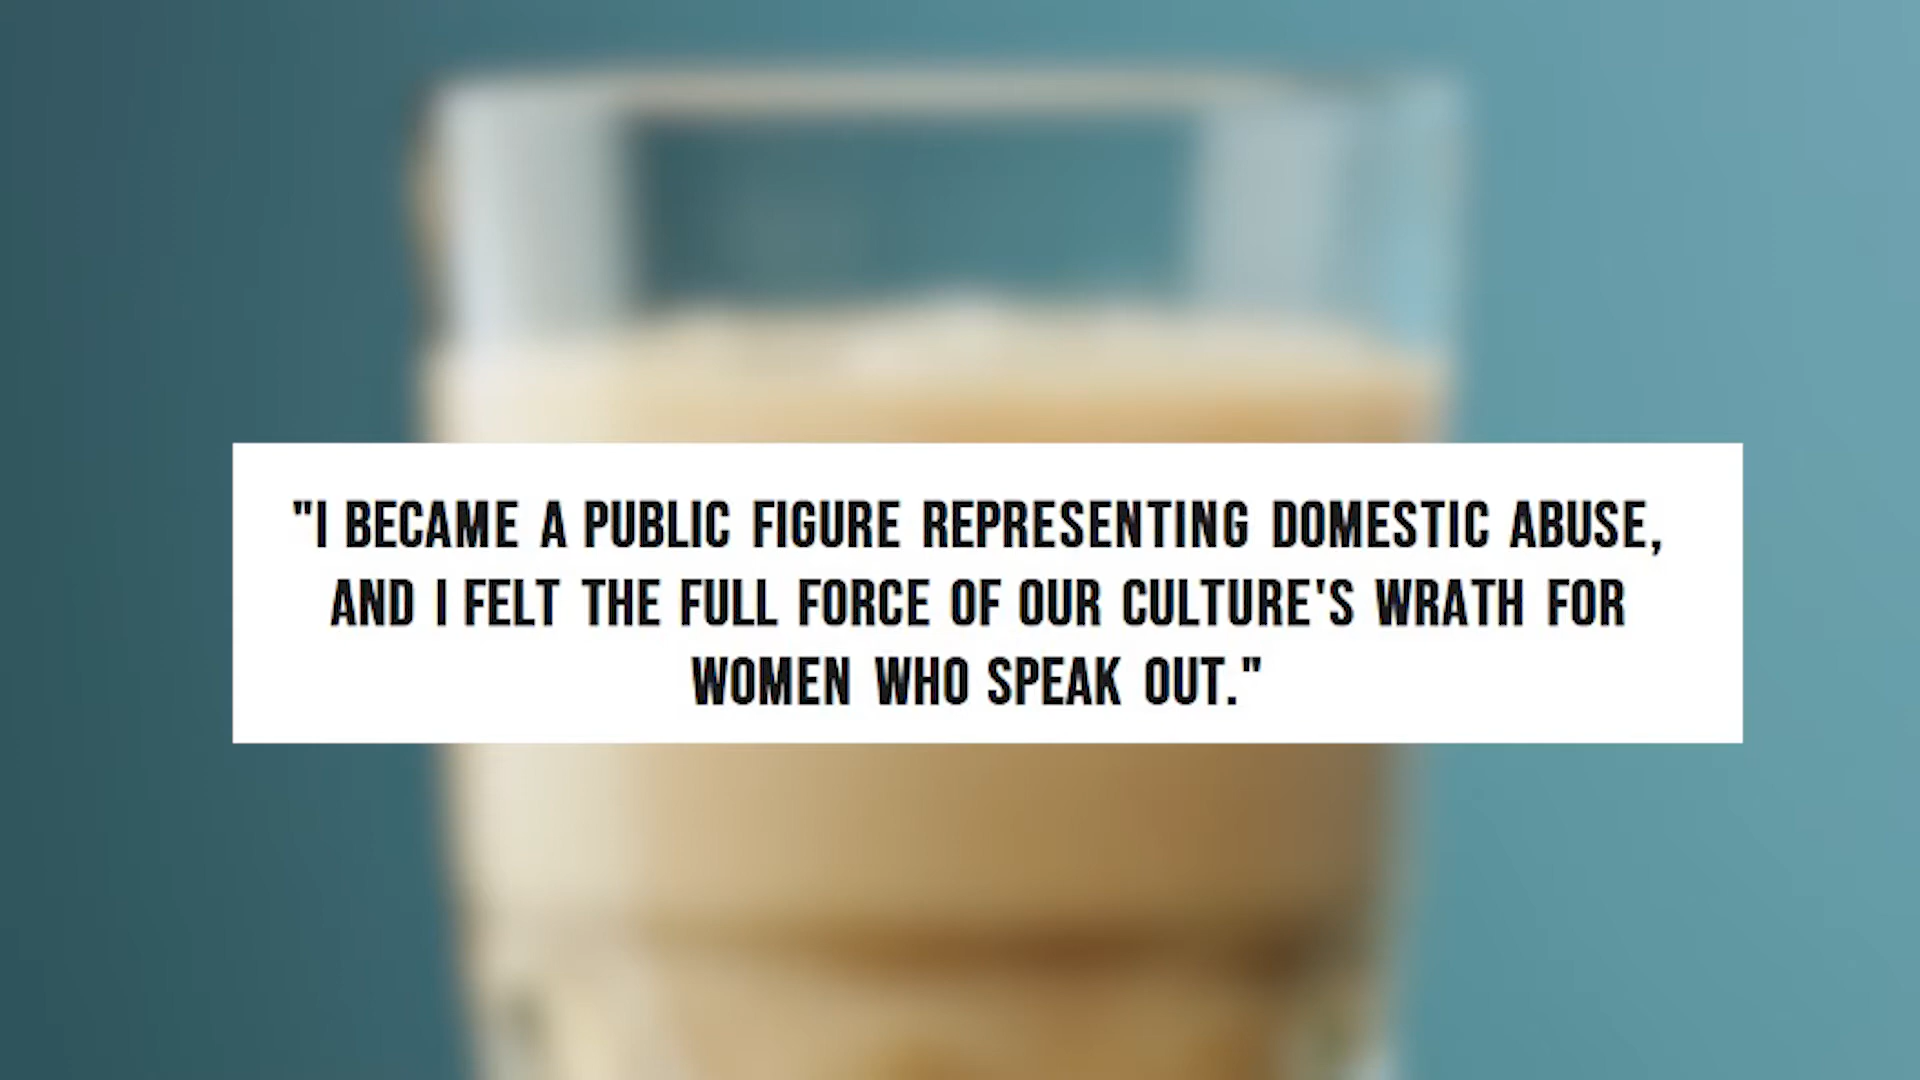 "I BECAME A PUBLIC FIGURE REPRESENTING DOMESTIC ABUSE,
AND I FELT THE FULL FORCE OF OUR CULTURE'S WRATH FOR
WOMEN WHO SPEAK OUT."